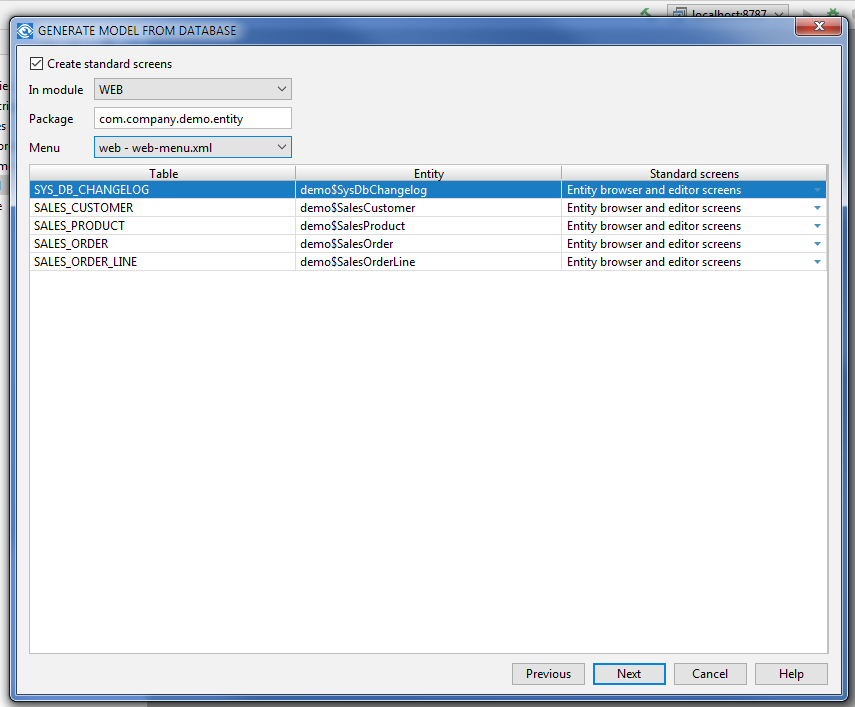 localhost:8787
GENERATE MODEL FROM DATABASE
Create standard screens
In module WEB
Package com.company.demo.entity
Menu web - web-menu.xml
Table Entity Standard screens
SYS_DB_CHANGELOG demo$SysDbChangelog Entity browser and editor screens
SALES_CUSTOMER demo$SalesCustomer Entity browser and editor screens
SALES_PRODUCT demo$SalesProduct Entity browser and editor screens
SALES_ORDER demo$SalesOrder Entity browser and editor screens
SALES_ORDER_LINE demo$SalesOrderLine Entity browser and editor screens
Previous Next Cancel Help